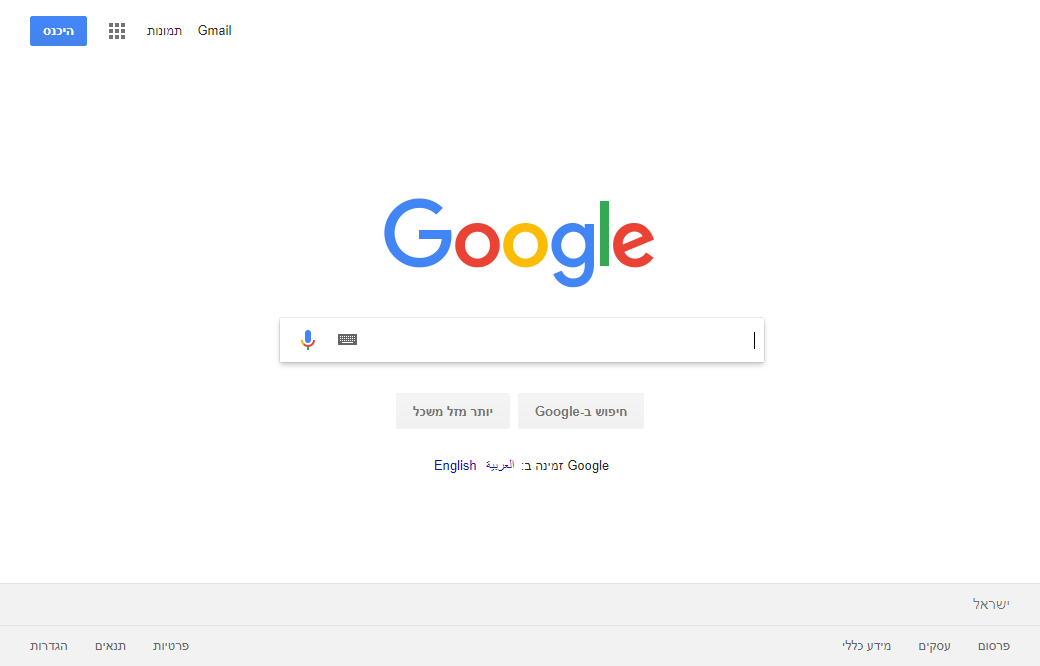 Gmail תמונות היכנס
Google
חיפוש ב-Google יותר מזל משכל
Google זמינה ב: العربية English
ישראל
פרסום עסקים מידע כללי פרטיות תנאים הגדרות